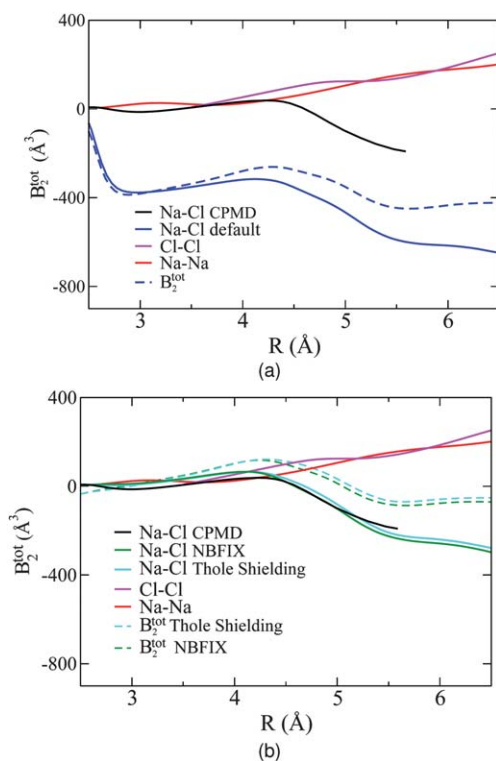 400
0
-400
-800
B₂ᵗᵒᵗ (Å³)
Na-Cl CPMD
Na-Cl default
Cl-Cl
Na-Na
B₂ᵗᵒᵗ
3 4 5 6
R (Å)
(a)
400
0
-400
-800
B₂ᵗᵒᵗ (Å³)
Na-Cl CPMD
Na-Cl NBFIX
Na-Cl Thole Shielding
Cl-Cl
Na-Na
B₂ᵗᵒᵗ Thole Shielding
B₂ᵗᵒᵗ NBFIX
3 4 5 6
R (Å)
(b)